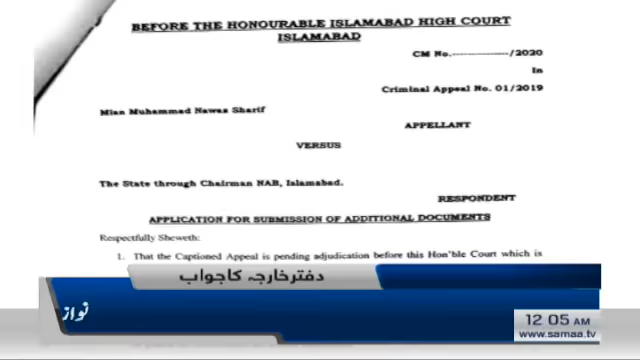 BEFORE THE HONOURABLE ISLAMABAD HIGH COURT
ISLAMABAD
CM No.----------------/2020
In
Criminal Appeal No. 01/2019
Mian Muhammad Nawaz Sharif
APPELLANT
VERSUS
The State through Chairman NAB, Islamabad.
RESPONDENT
APPLICATION FOR SUBMISSION OF ADDITIONAL DOCUMENTS
Respectfully Sheweth:
1. That the Captioned Appeal is pending adjudication before this Hon'ble Court which is
دفترخارجہ کاجواب
نواز
12 05 AM
www.samaa.tv